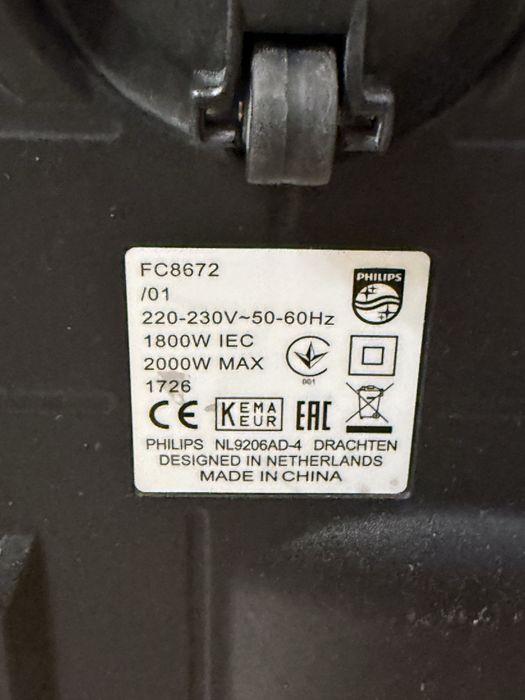 FC8672
/01
PHILIPS
220-230V~50-60Hz
1800W IEC
2000W MAX
001
1726
CE KEMA EUR EAC
PHILIPS NL9206AD-4 DRACHTEN
DESIGNED IN NETHERLANDS
MADE IN CHINA